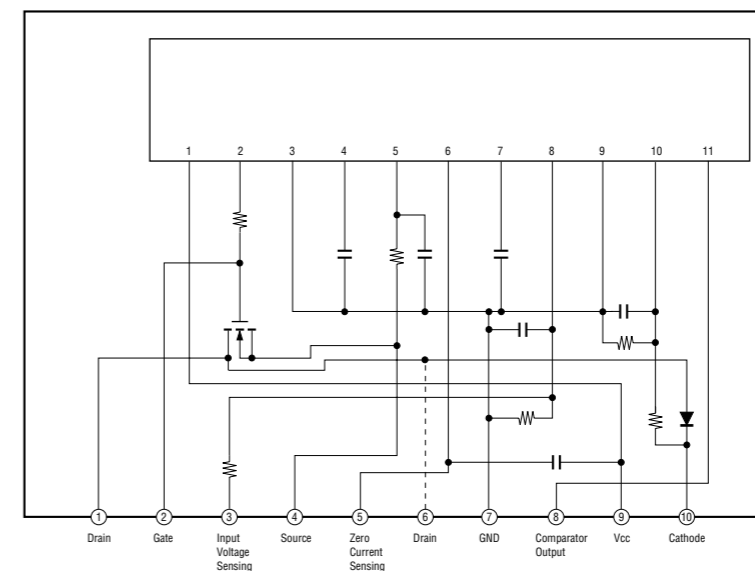 1 2 3 4 5 6 7 8 9 10 11
1 2 3 4 5 6 7 8 9 10
Drain Gate Input Source Zero Drain GND Comparator Vcc Cathode
Voltage Current Output
Sensing Sensing